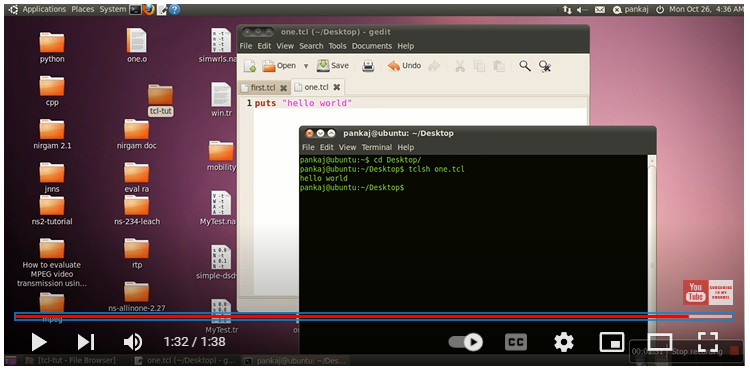 Applications Places System
pankaj
Mon Oct 26, 4:36 AM
python
one.o
simwrls.na
one.tcl (~/Desktop) - gedit
File Edit View Search Tools Documents Help
Open Save Undo
first.tcl one.tcl
1 puts "hello world"
cpp
tcl-tut
win.tr
nirgam 2.1
nirgam doc
mobility
jnns
eval ra
ns2-tutorial
ns-234-leach
MyTest.na
How to evaluate
MPEG video
transmission usin...
rtp
simple-dsdv
mpeg
ns-allinone-2.27
MyTest.tr
pankaj@ubuntu: ~/Desktop
File Edit View Terminal Help
pankaj@ubuntu:~$ cd Desktop/
pankaj@ubuntu:~/Desktop$ tclsh one.tcl
hello world
pankaj@ubuntu:~/Desktop$
You
Tube
SUBSCRIBE
TO MY
CHANNEL
1:32 / 1:38
CC
[tcl-tut - File Browser]
one.tcl (~/Desktop) - g...
pankaj@ubuntu: ~/Des...
Stop recording